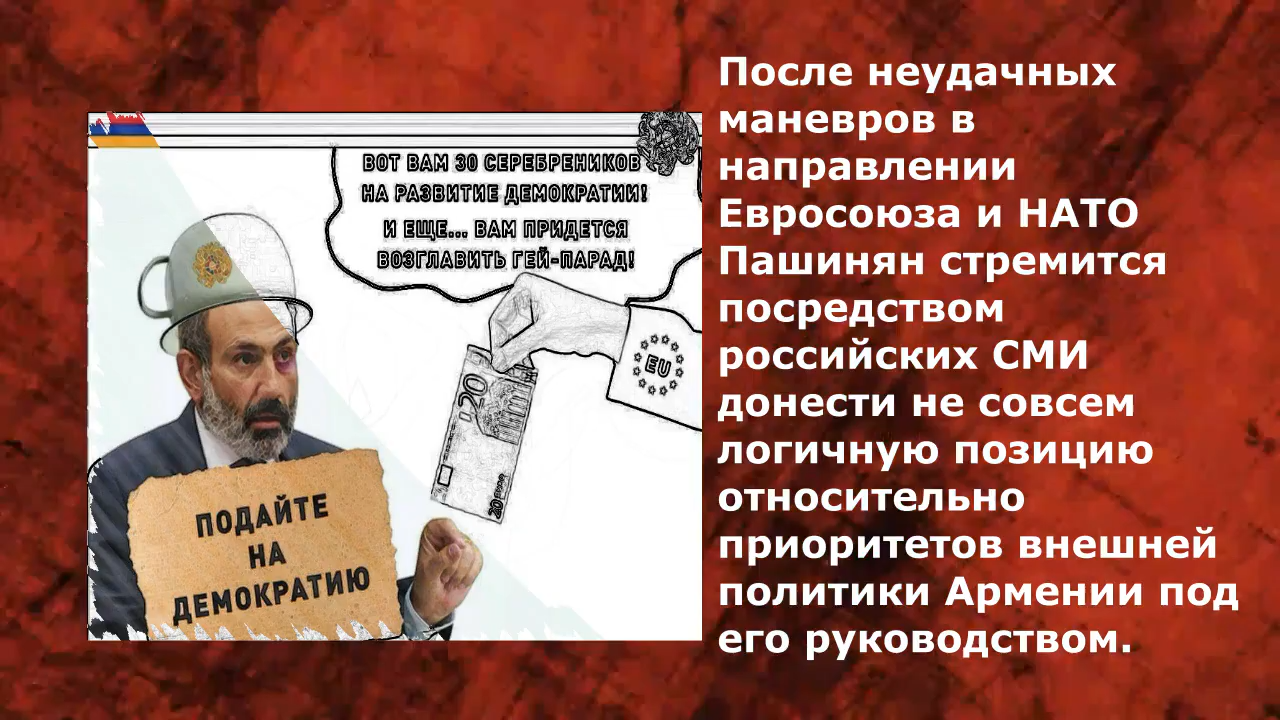 ВОТ ВАМ 30 СЕРЕБРЕНИКОВ
НА РАЗВИТИЕ ДЕМОКРАТИИ!
И ЕЩЕ... ВАМ ПРИДЕТСЯ
ВОЗГЛАВИТЬ ГЕЙ-ПАРАД!
EU
20
20 EURO
ПОДАЙТЕ
НА
ДЕМОКРАТИЮ
После неудачных
маневров в
направлении
Евросоюза и НАТО
Пашинян стремится
посредством
российских СМИ
донести не совсем
логичную позицию
относительно
приоритетов внешней
политики Армении под
его руководством.